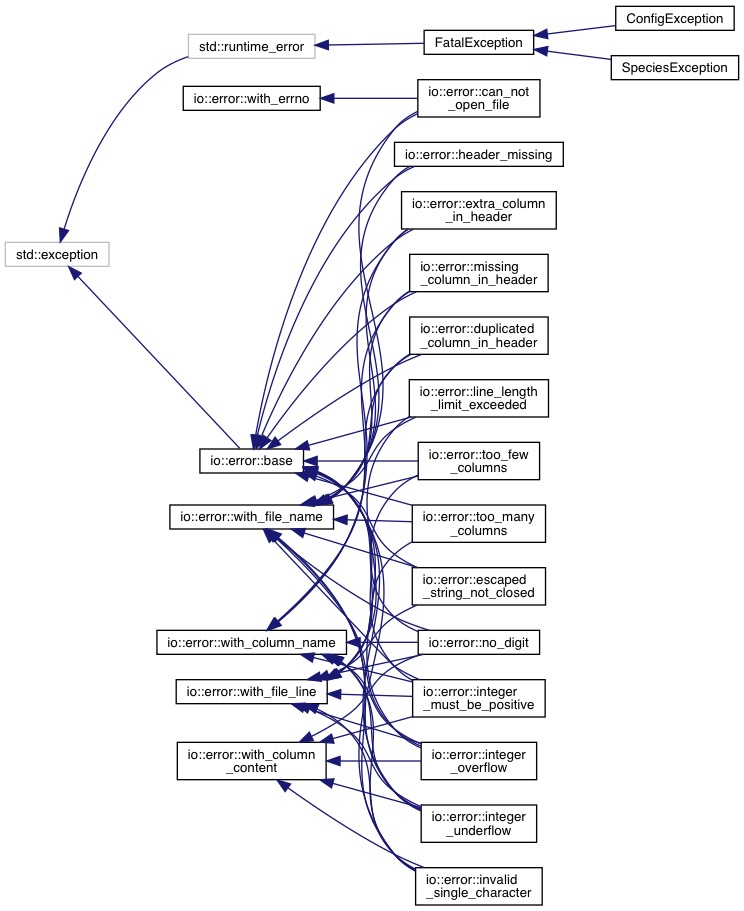 ConfigException
std::runtime_error
FatalException
SpeciesException
io::error::with_errno
io::error::can_not
_open_file
io::error::header_missing
io::error::extra_column
_in_header
std::exception
io::error::missing
_column_in_header
io::error::duplicated
_column_in_header
io::error::line_length
_limit_exceeded
io::error::base
io::error::too_few
_columns
io::error::with_file_name
io::error::too_many
_columns
io::error::escaped
_string_not_closed
io::error::with_column_name
io::error::no_digit
io::error::with_file_line
io::error::integer
_must_be_positive
io::error::with_column
_content
io::error::integer
_overflow
io::error::integer
_underflow
io::error::invalid
_single_character